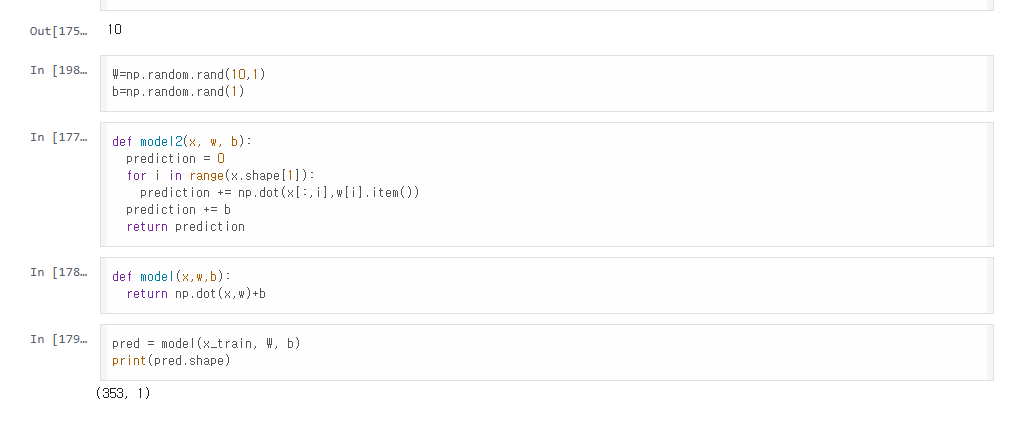 Out[175…
10
In [198…
W=np.random.rand(10,1)
b=np.random.rand(1)
In [177…
def model2(x, w, b):
  prediction = 0
  for i in range(x.shape[1]):
    prediction += np.dot(x[:,i],w[i].item())
  prediction += b
  return prediction
In [178…
def model(x,w,b):
  return np.dot(x,w)+b
In [179…
pred = model(x_train, W, b)
print(pred.shape)
(353, 1)